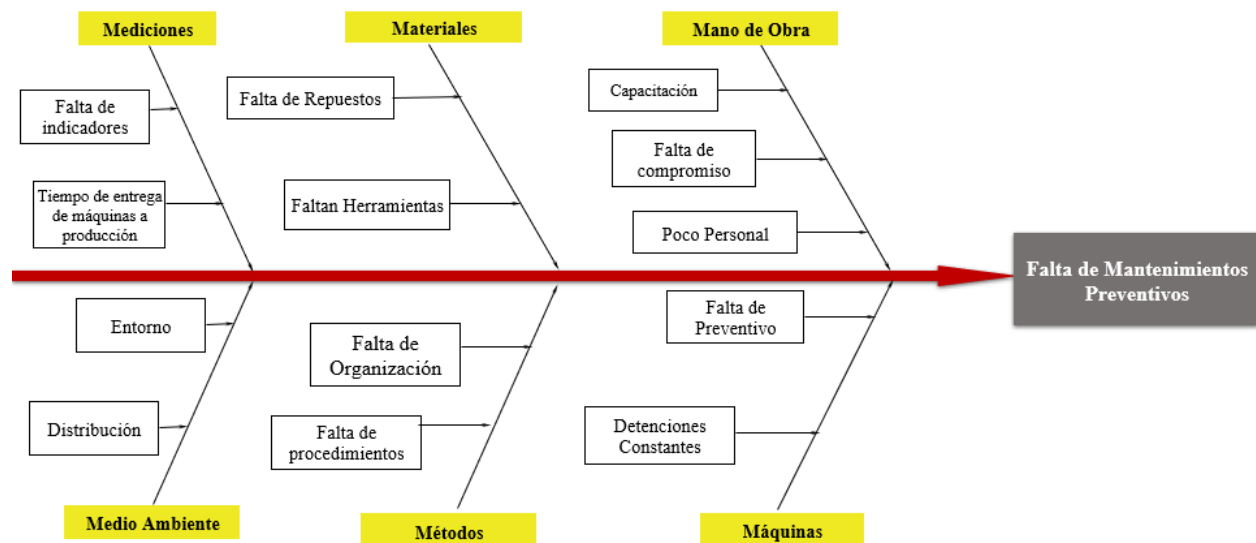 Mediciones
Materiales
Mano de Obra
Falta de
indicadores
Tiempo de entrega
de máquinas a
producción
Falta de Repuestos
Faltan Herramientas
Capacitación
Falta de
compromiso
Poco Personal
Falta de Mantenimientos
Preventivos
Entorno
Distribución
Falta de
Organización
Falta de
procedimientos
Falta de
Preventivo
Detenciones
Constantes
Medio Ambiente
Métodos
Máquinas